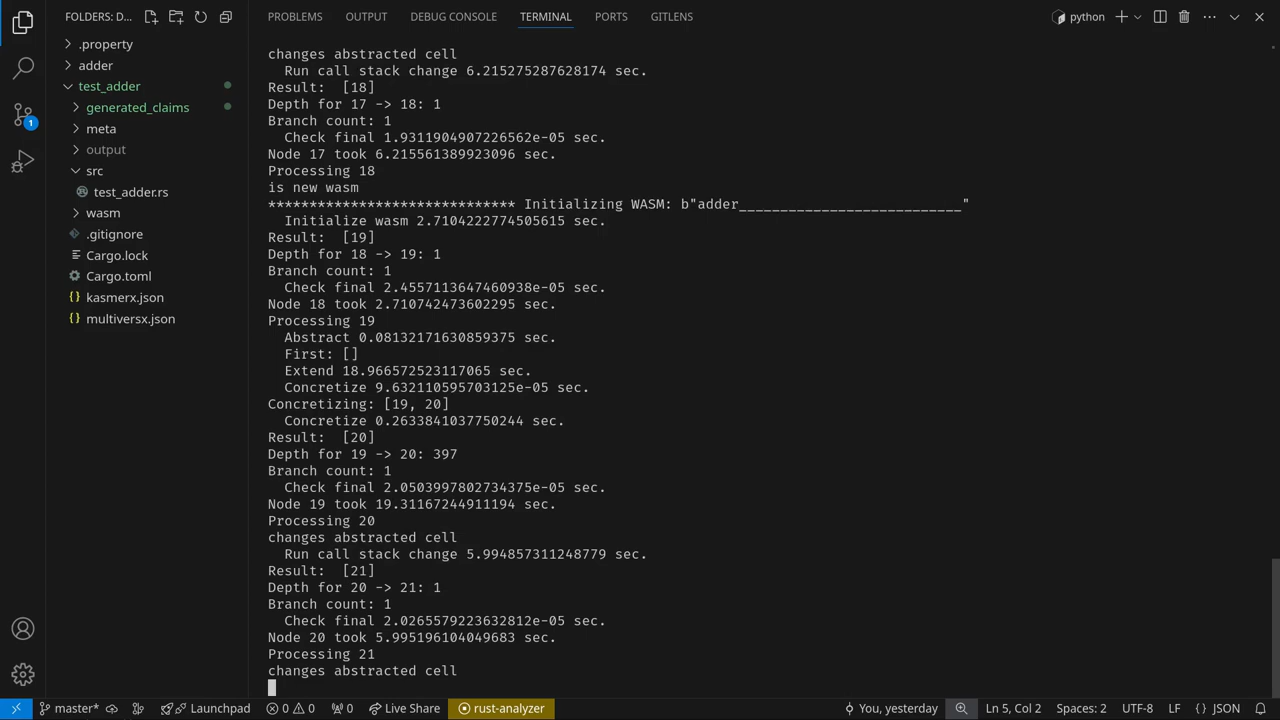 FOLDERS: D...
PROBLEMS OUTPUT DEBUG CONSOLE TERMINAL PORTS GITLENS
python
.property
adder
test_adder
generated_claims
meta
output
src
test_adder.rs
wasm
.gitignore
Cargo.lock
Cargo.toml
kasmerx.json
multiversx.json
1
changes abstracted cell
Run call stack change 6.215275287628174 sec.
Result: [18]
Depth for 17 -> 18: 1
Branch count: 1
Check final 1.9311904907226562e-05 sec.
Node 17 took 6.215561389923096 sec.
Processing 18
is new wasm
****************************** Initializing WASM: b"adder___________________________"
Initialize wasm 2.7104222774505615 sec.
Result: [19]
Depth for 18 -> 19: 1
Branch count: 1
Check final 2.4557113647460938e-05 sec.
Node 18 took 2.710742473602295 sec.
Processing 19
Abstract 0.08132171630859375 sec.
First: []
Extend 18.966572523117065 sec.
Concretize 9.632110595703125e-05 sec.
Concretizing: [19, 20]
Concretize 0.2633841037750244 sec.
Result: [20]
Depth for 19 -> 20: 397
Branch count: 1
Check final 2.0503997802734375e-05 sec.
Node 19 took 19.31167244911194 sec.
Processing 20
changes abstracted cell
Run call stack change 5.994857311248779 sec.
Result: [21]
Depth for 20 -> 21: 1
Branch count: 1
Check final 2.0265579223632812e-05 sec.
Node 20 took 5.995196104049683 sec.
Processing 21
changes abstracted cell
master* Launchpad 0 0 0 Live Share rust-analyzer You, yesterday Ln 5, Col 2 Spaces: 2 UTF-8 LF {} JSON